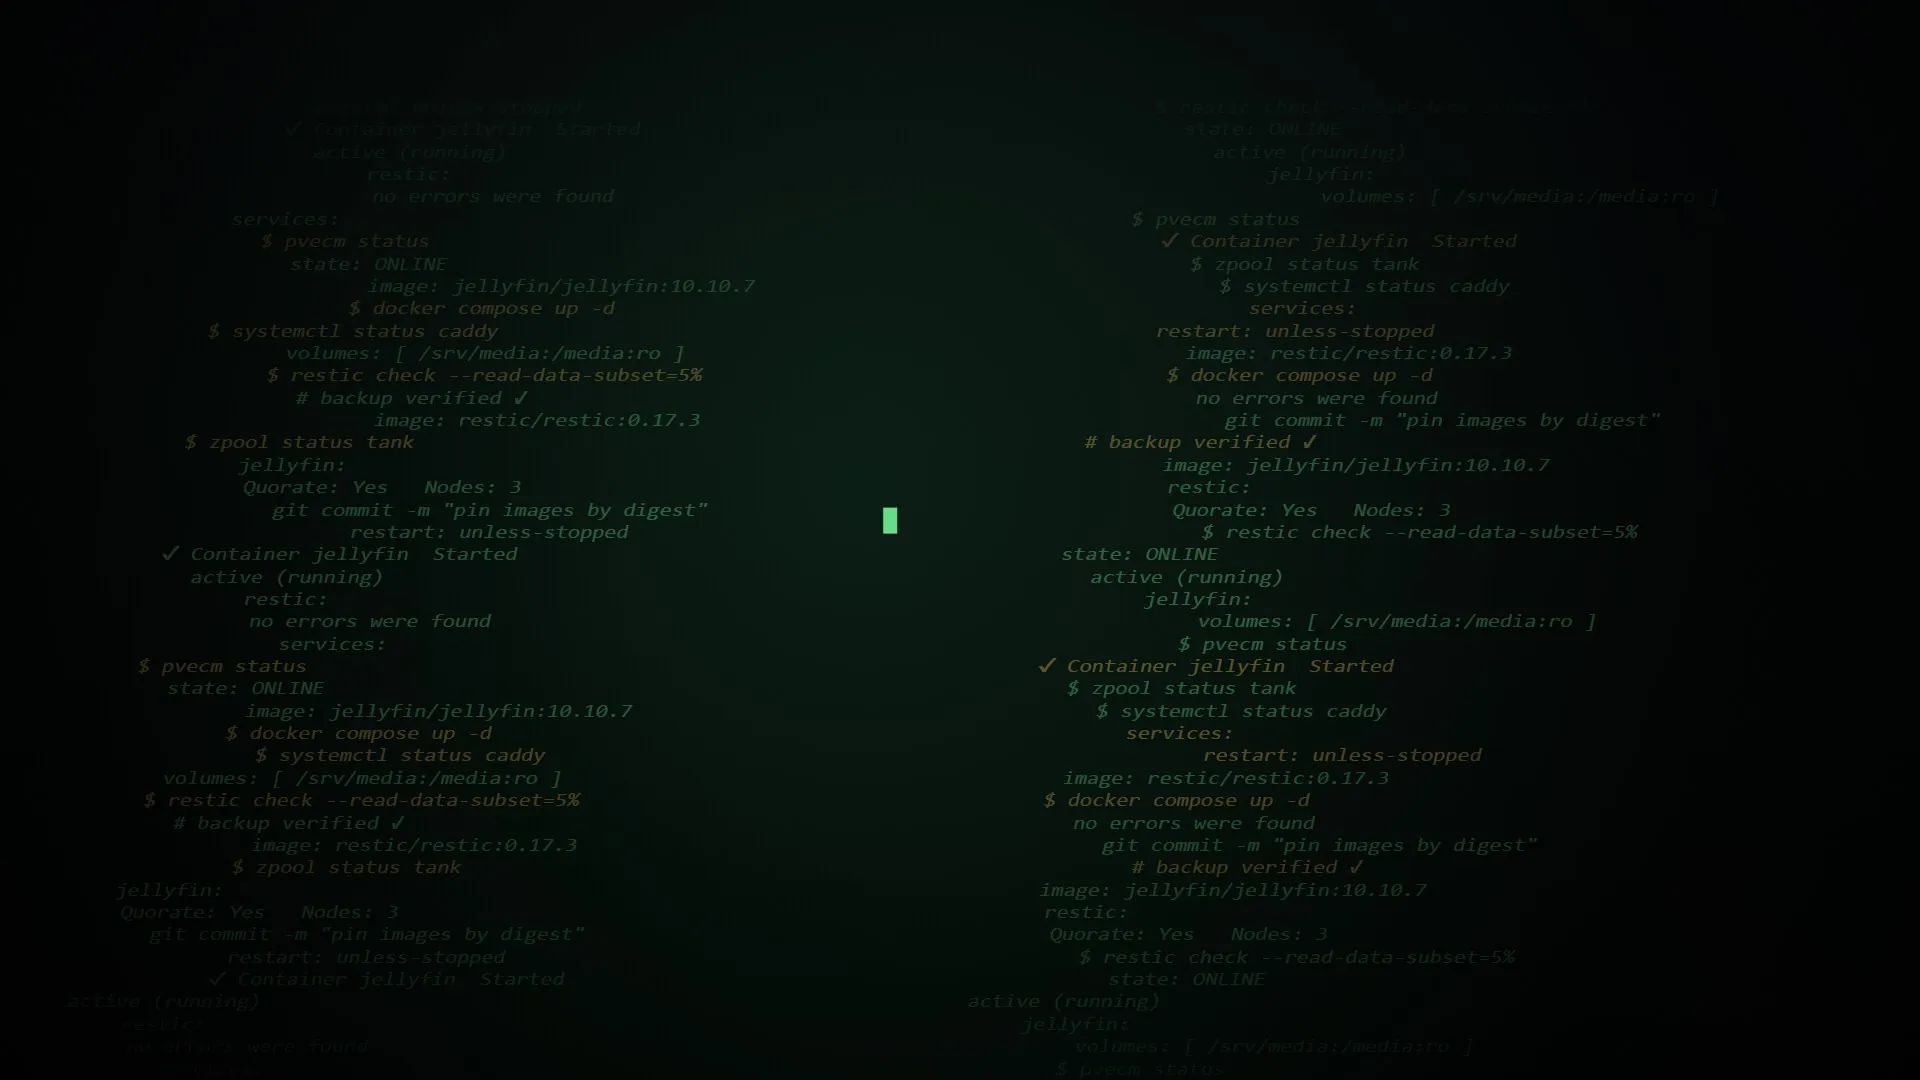 stopped
✓ Container jellyfin  Started
active (running)
restic:
no errors were found
services:
$ pvecm status
state: ONLINE
image: jellyfin/jellyfin:10.10.7
$ docker compose up -d
$ systemctl status caddy
volumes: [ /srv/media:/media:ro ]
$ restic check --read-data-subset=5%
# backup verified ✓
image: restic/restic:0.17.3
$ zpool status tank
jellyfin:
Quorate: Yes   Nodes: 3
git commit -m "pin images by digest"
restart: unless-stopped
✓ Container jellyfin  Started
active (running)
restic:
no errors were found
services:
$ pvecm status
state: ONLINE
image: jellyfin/jellyfin:10.10.7
$ docker compose up -d
$ systemctl status caddy
volumes: [ /srv/media:/media:ro ]
$ restic check --read-data-subset=5%
# backup verified ✓
image: restic/restic:0.17.3
$ zpool status tank
jellyfin:
Quorate: Yes   Nodes: 3
git commit -m "pin images by digest"
restart: unless-stopped
✓ Container jellyfin  Started
active (running)
restic:
no errors were found
$ restic check --read-data-subset=5%
state: ONLINE
active (running)
jellyfin:
volumes: [ /srv/media:/media:ro ]
$ pvecm status
✓ Container jellyfin  Started
$ zpool status tank
$ systemctl status caddy
services:
restart: unless-stopped
image: restic/restic:0.17.3
$ docker compose up -d
no errors were found
git commit -m "pin images by digest"
# backup verified ✓
image: jellyfin/jellyfin:10.10.7
restic:
Quorate: Yes   Nodes: 3
$ restic check --read-data-subset=5%
state: ONLINE
active (running)
jellyfin:
volumes: [ /srv/media:/media:ro ]
$ pvecm status
✓ Container jellyfin  Started
$ zpool status tank
$ systemctl status caddy
services:
restart: unless-stopped
image: restic/restic:0.17.3
$ docker compose up -d
no errors were found
git commit -m "pin images by digest"
# backup verified ✓
image: jellyfin/jellyfin:10.10.7
restic:
Quorate: Yes   Nodes: 3
$ restic check --read-data-subset=5%
state: ONLINE
active (running)
jellyfin:
volumes: [ /srv/media:/media:ro ]
$ pvecm status